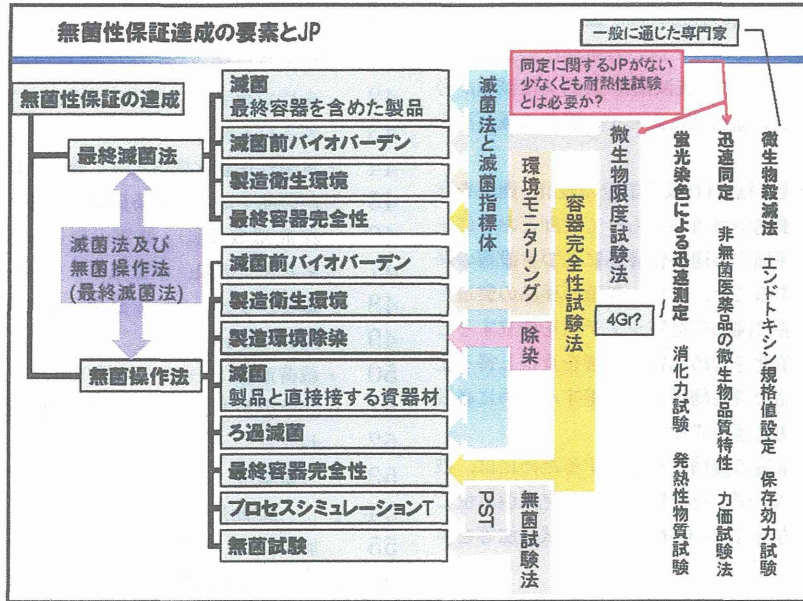 無菌性保証達成の要素とJP
一般に通じた専門家
同定に関するJPがない
少なくとも耐熱性試験
とは必要か?
無菌性保証の達成
最終滅菌法
滅菌法及び
無菌操作法
(最終滅菌法)
無菌操作法
滅菌
最終容器を含めた製品
滅菌前バイオバーデン
製造衛生環境
最終容器完全性
滅菌前バイオバーデン
製造衛生環境
製造環境除染
滅菌
製品と直接接する資器材
ろ過滅菌
最終容器完全性
プロセスシミュレーションT
無菌試験
滅菌法と滅菌指標体
PST
環境モニタリング
除染
無菌試験法
容器完全性試験法
微生物限度試験法
4Gr?
蛍光染色による迅速測定 消化力試験 発熱性物質試験
迅速同定 非無菌医薬品の微生物品質特性 力価試験法
微生物殺滅法 エンドトキシン規格値設定 保存効力試験